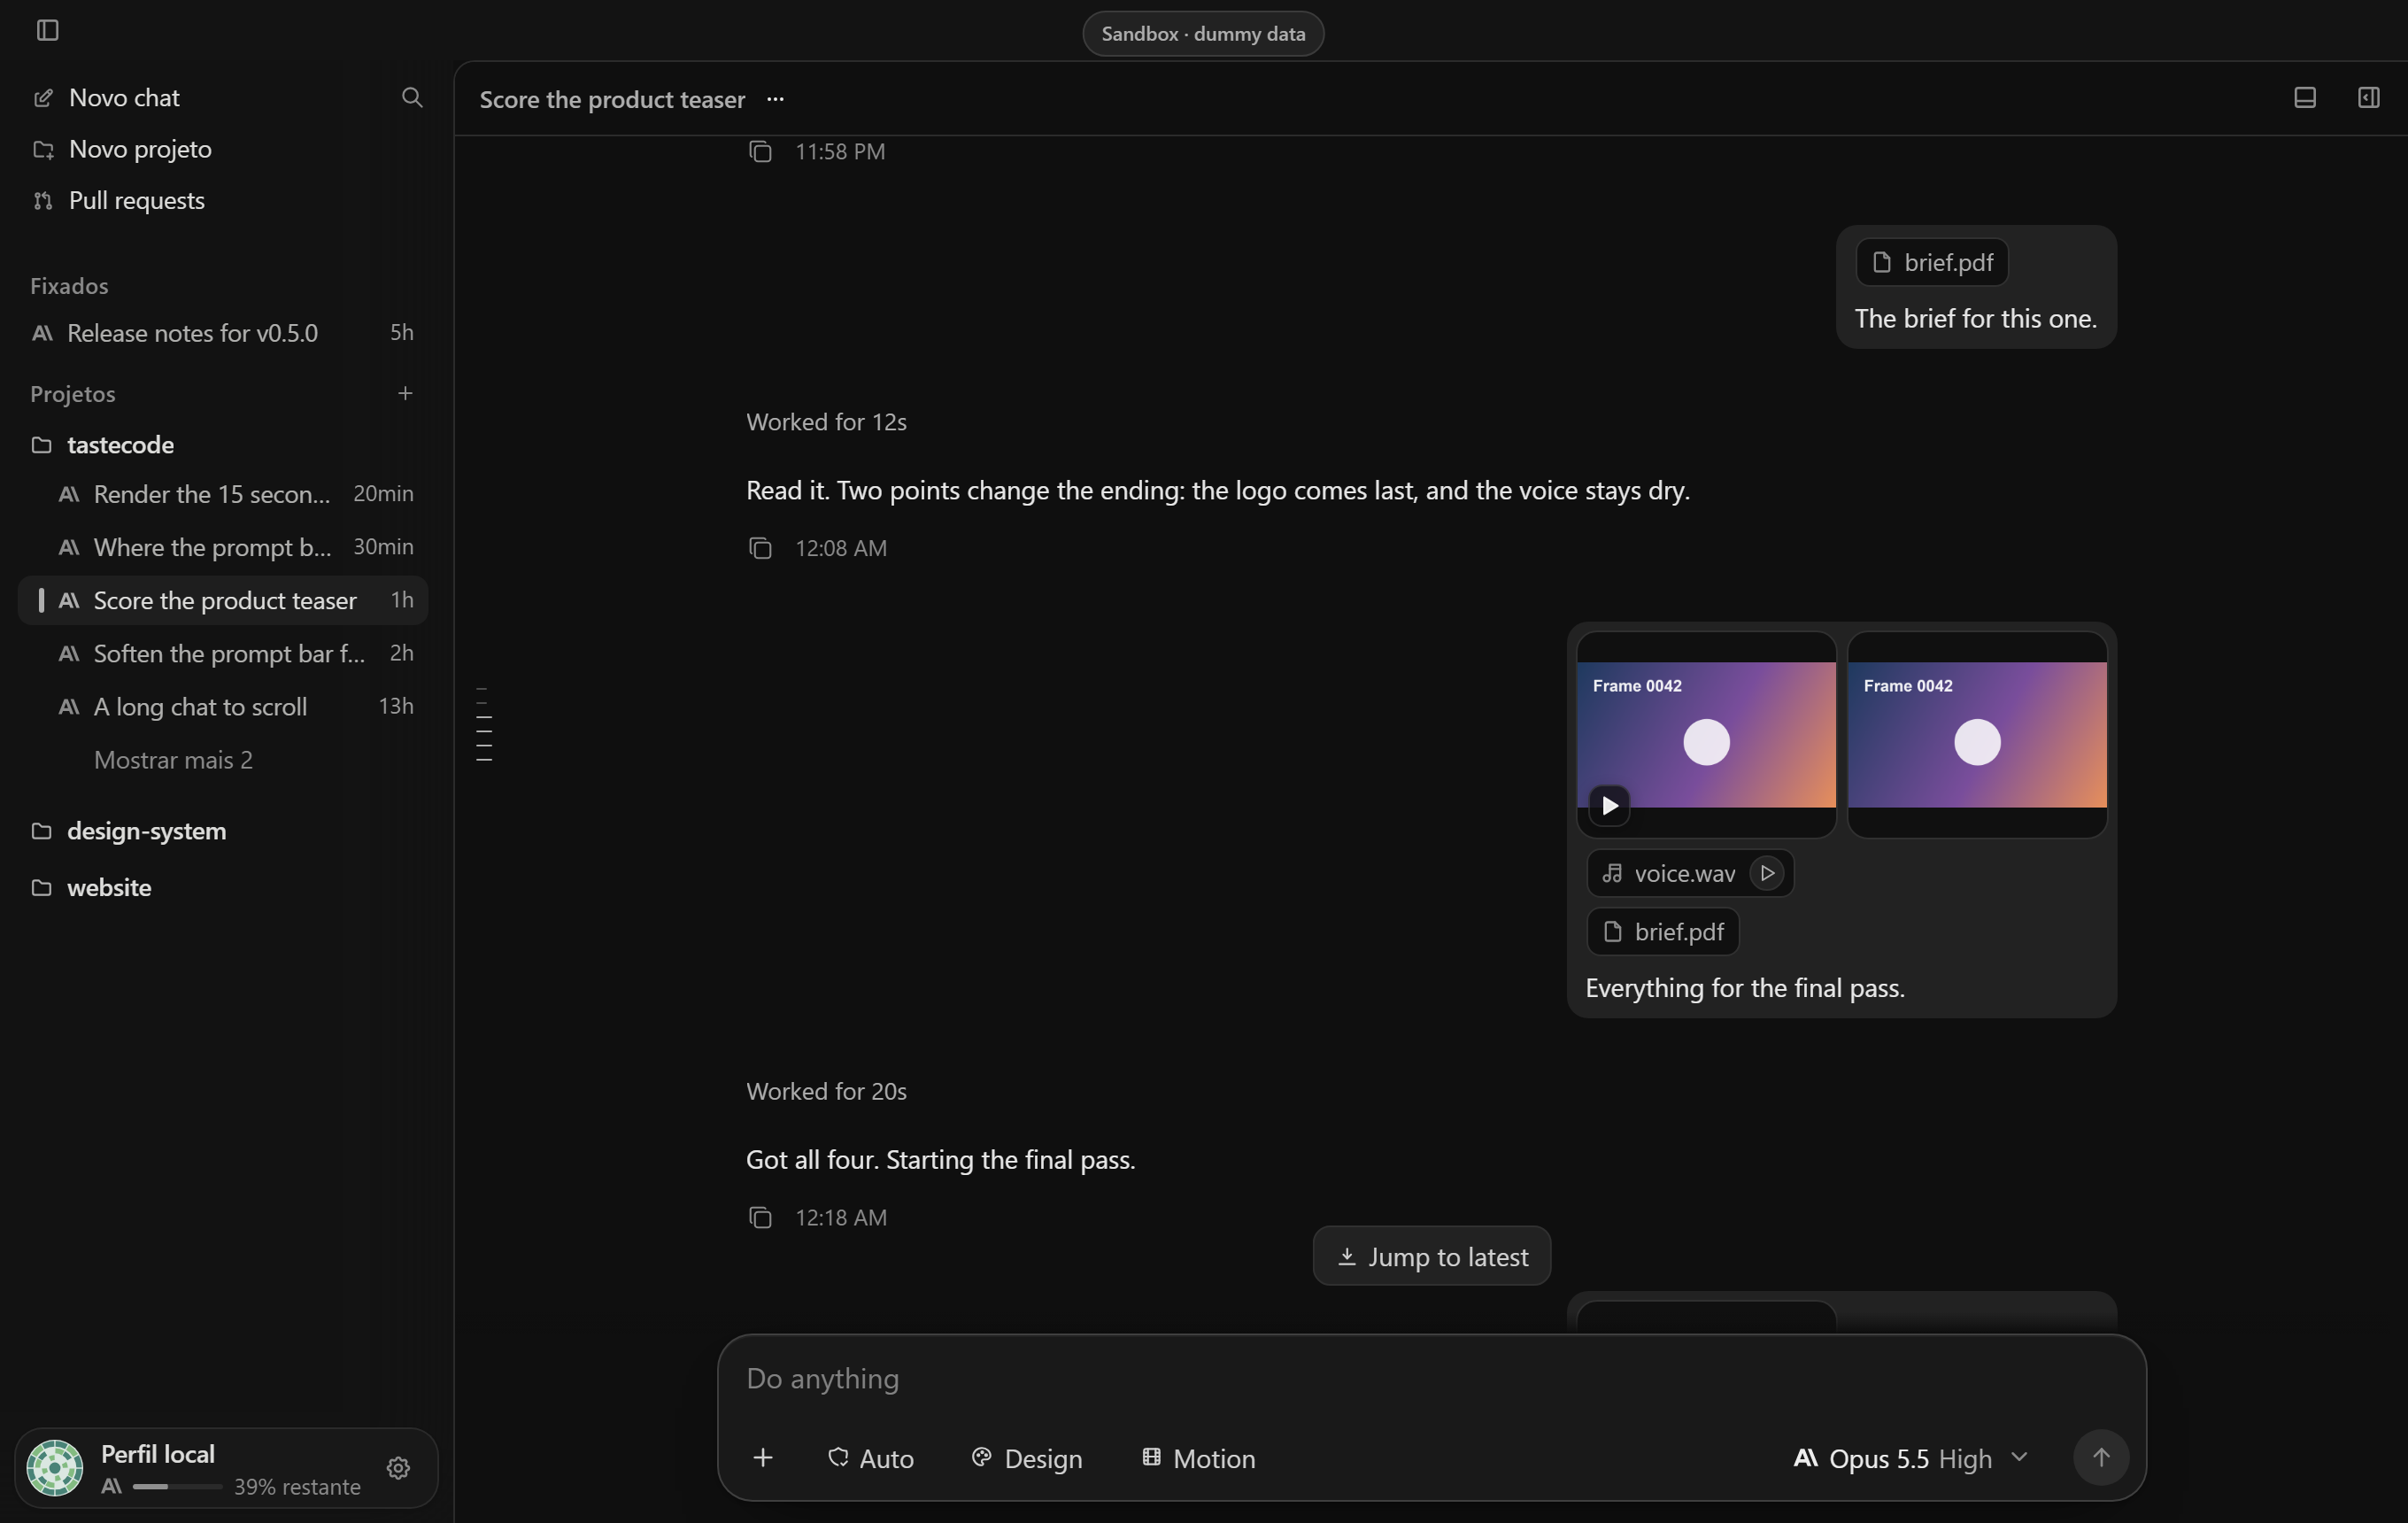 Sandbox · dummy data
Novo chat
Novo projeto
Pull requests
Fixados
Release notes for v0.5.0 5h
Projetos
tastecode
Render the 15 secon... 20min
Where the prompt b... 30min
Score the product teaser 1h
Soften the prompt bar f... 2h
A long chat to scroll 13h
Mostrar mais 2
design-system
website
Perfil local
39% restante
Score the product teaser
11:58 PM
brief.pdf
The brief for this one.
Worked for 12s
Read it. Two points change the ending: the logo comes last, and the voice stays dry.
12:08 AM
Frame 0042
Frame 0042
voice.wav
brief.pdf
Everything for the final pass.
Worked for 20s
Got all four. Starting the final pass.
12:18 AM
Jump to latest
Do anything
Auto Design Motion Opus 5.5 High